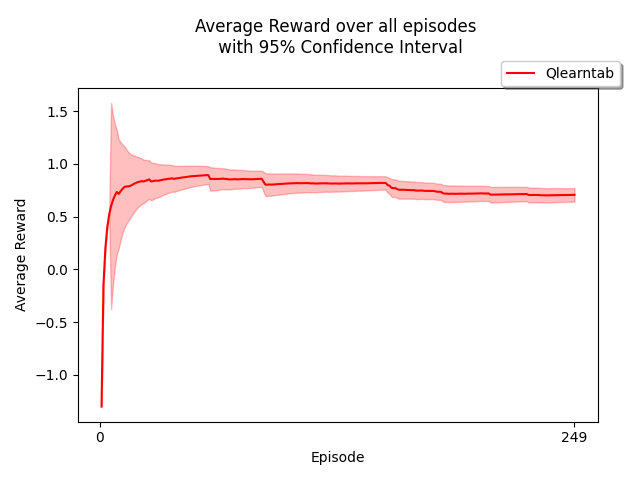 Average Reward over all episodes
with 95% Confidence Interval
Qlearntab
1.5
1.0
0.5
0.0
−0.5
−1.0
Average Reward
0
249
Episode